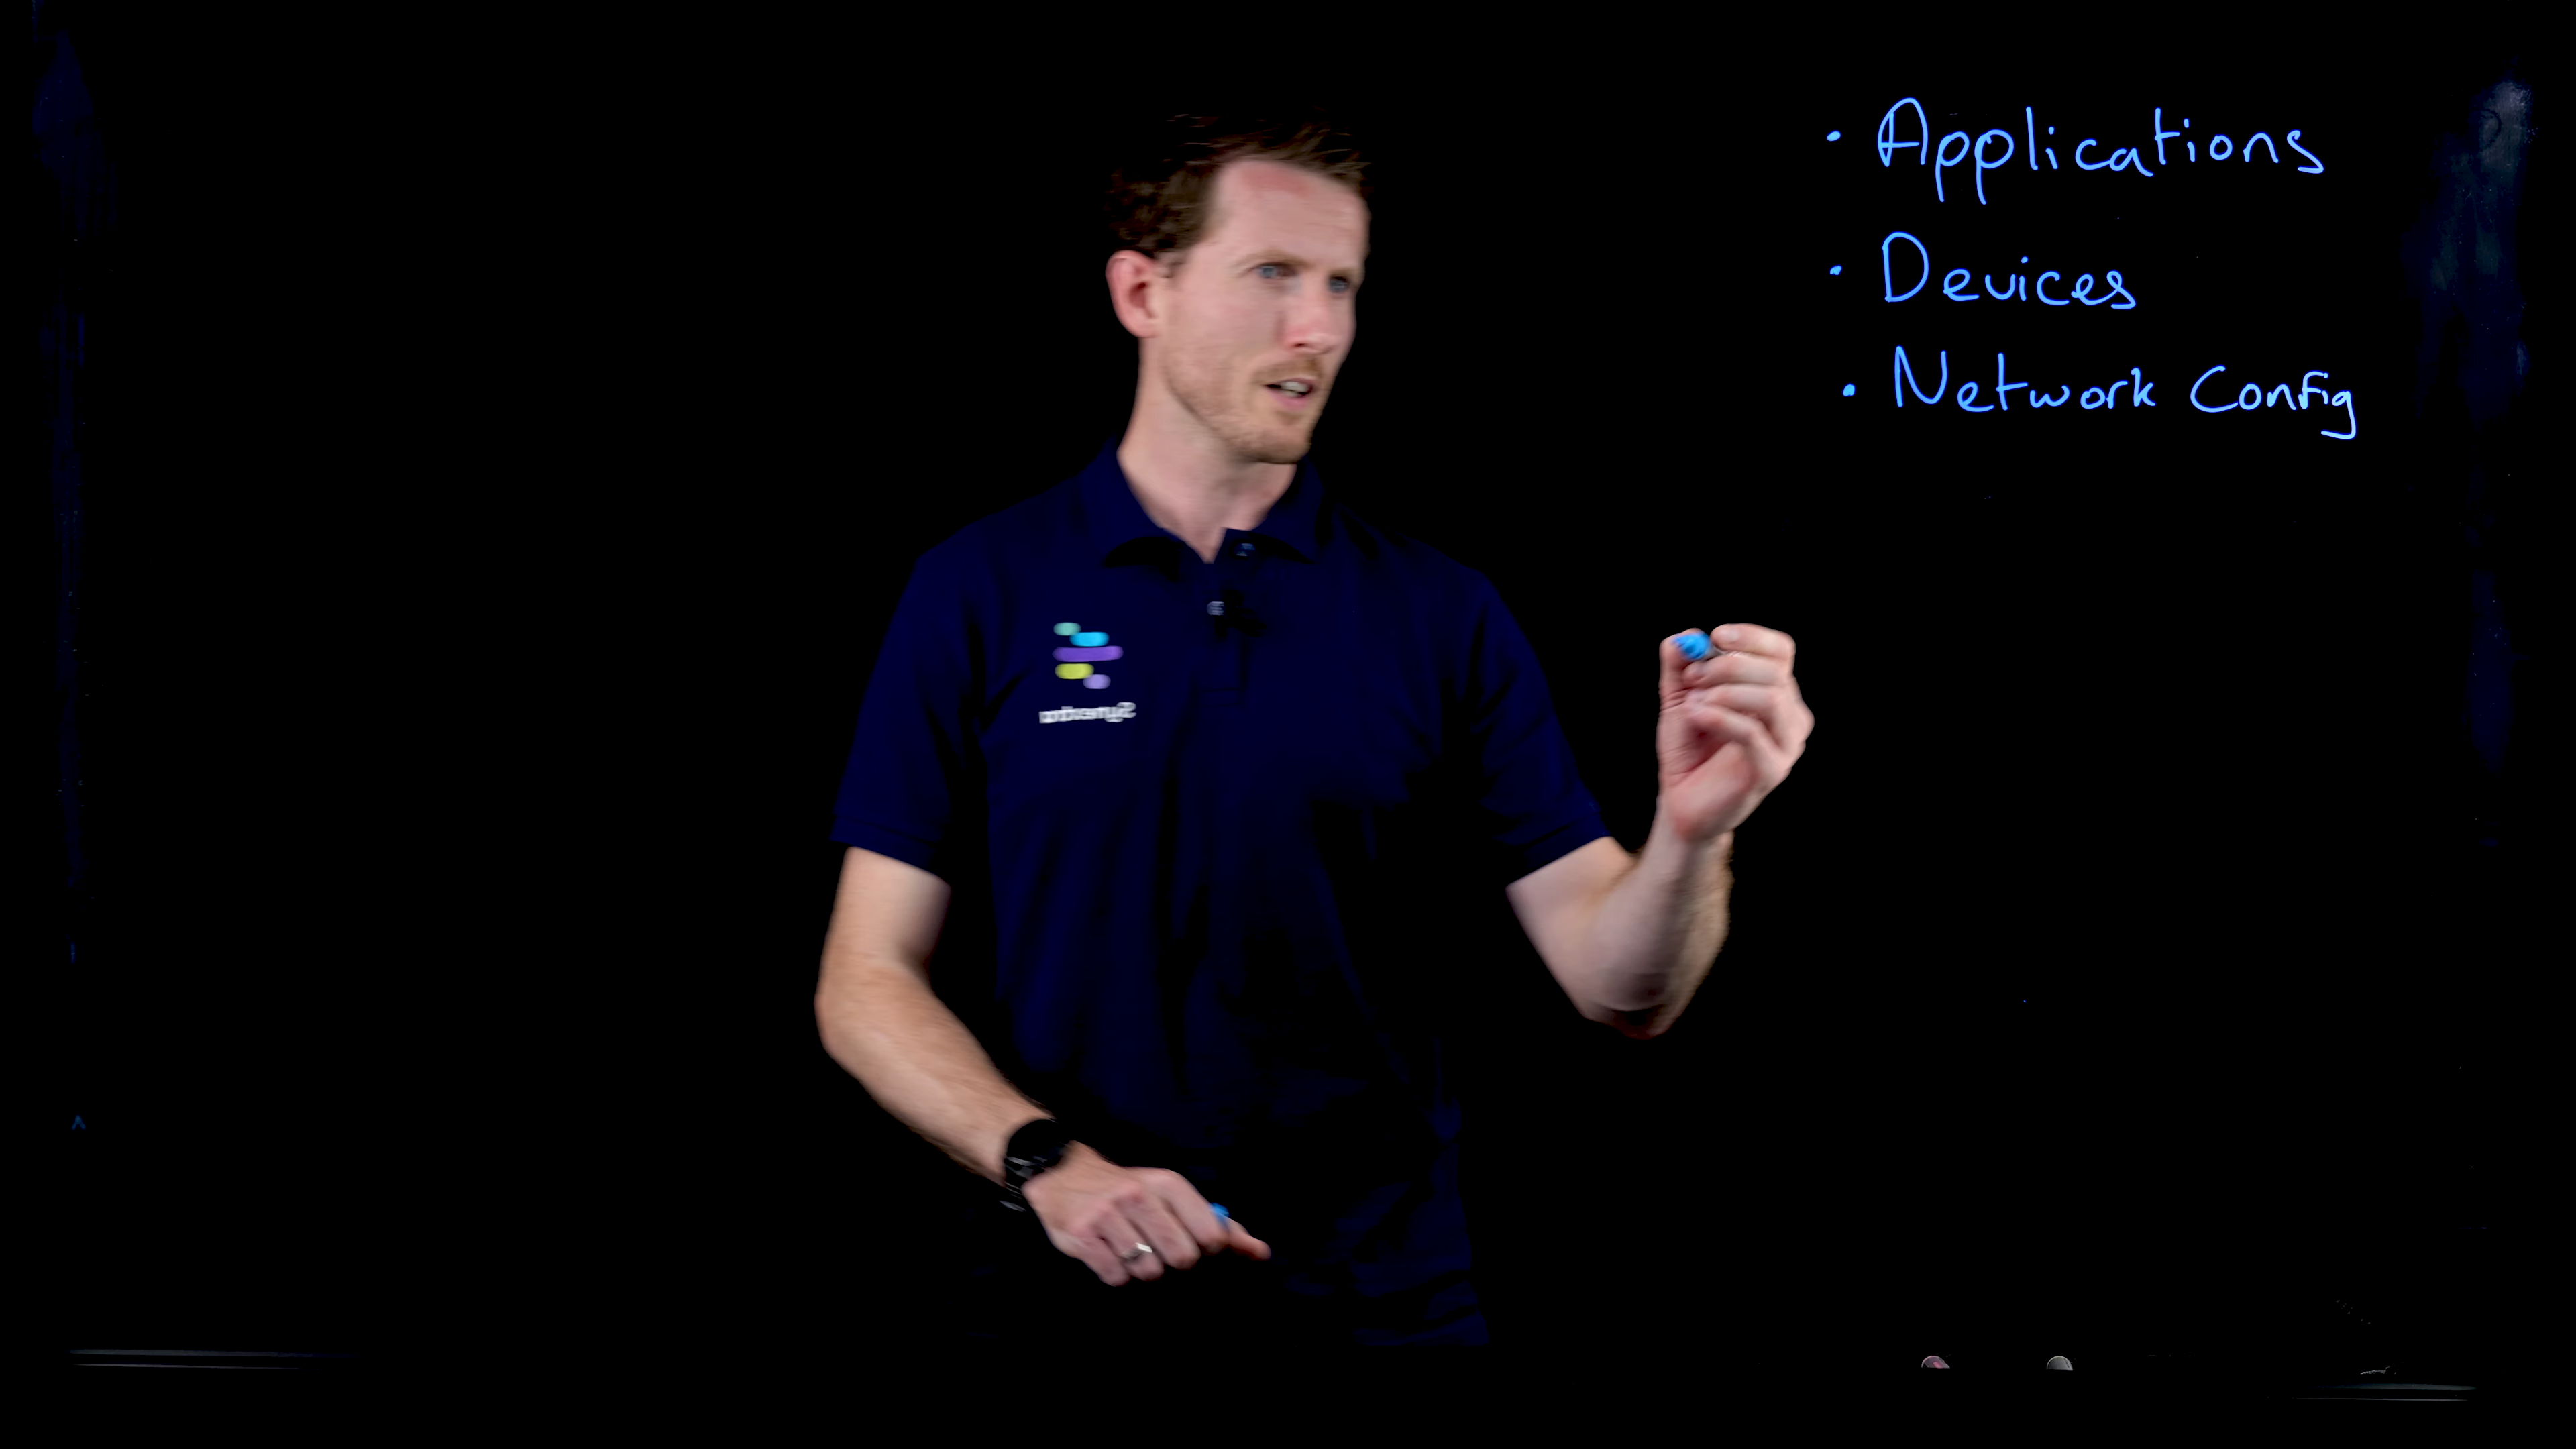 · Applications
· Devices
· Network Config